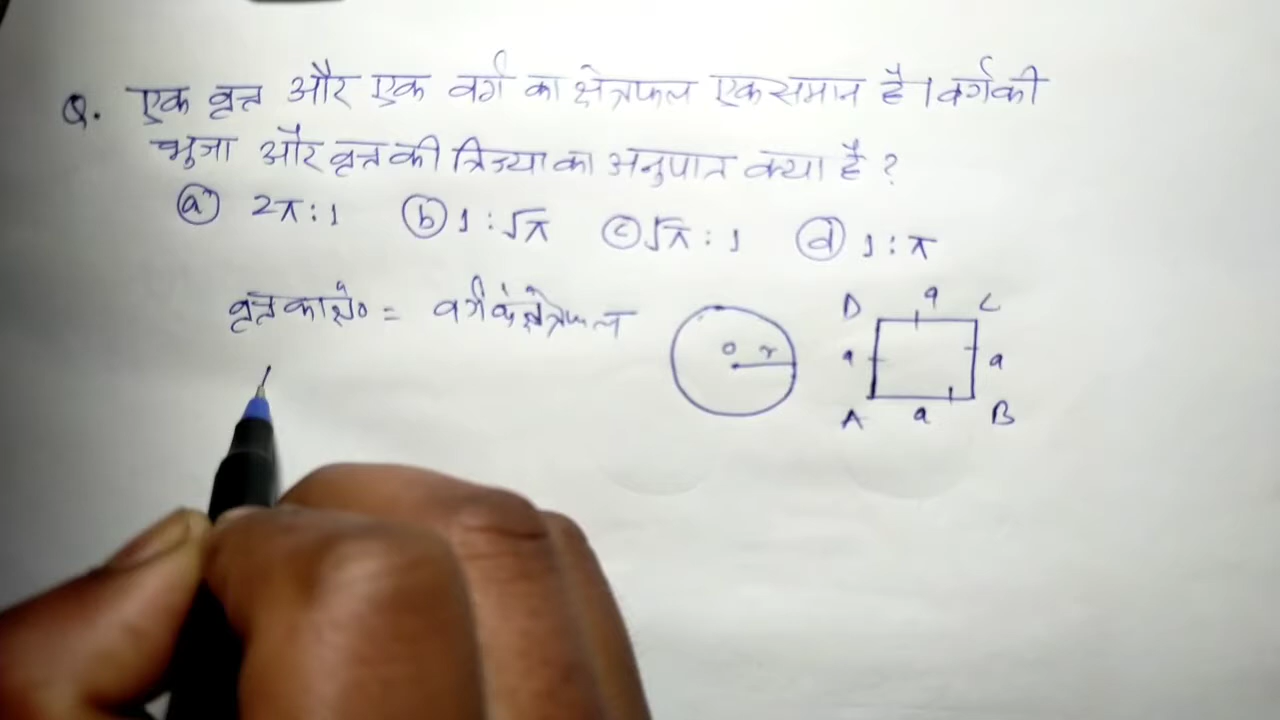 Q. एक वृत्त और एक वर्ग का क्षेत्रफल एकसमान है। वर्ग की
भुजा और वृत्त की त्रिज्या का अनुपात क्या है ?
(a) 2π : 1 (b) 1 : √π (c) √π : 1 (d) 1 : π
वृत्त का क्षे० = वर्ग के क्षेत्रफल
o r
D a C
a a
A a B